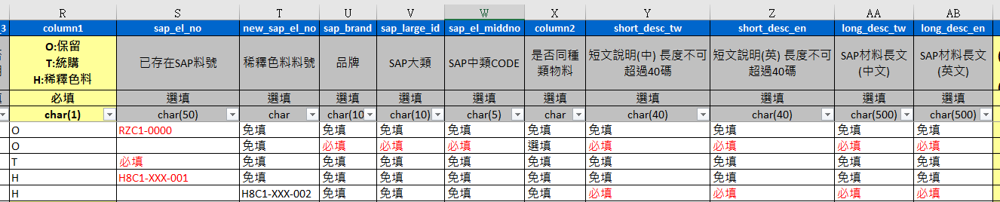 R S T U V W X Y Z AA AB
_3 column1 sap_el_no new_sap_el_no sap_brand sap_large_id sap_el_middno column2 short_desc_tw short_desc_en long_desc_tw long_desc_en
O:保留
T:統購
H:稀釋色料
已存在SAP料號
稀釋色料料號
品牌
SAP大類
SAP中類CODE
是否同種
類物料
短文說明(中) 長度不可
超過40碼
短文說明(英) 長度不可
超過40碼
SAP材料長文
(中文)
SAP材料長文
(英文)
必填 選填 選填 選填 選填 選填 選填 選填 選填 選填 選填
char(1) char(50) char char(10 char(10) char(5) char char(40) char(40) char(500) char(500)
O RZC1-0000 免填 免填 免填 免填 免填 免填 免填 免填 免填
O 免填 必填 必填 必填 選填 必填 必填 必填 必填
T 必填 免填 免填 免填 免填 免填 免填 免填 免填 免填
H H8C1-XXX-001 免填 免填 免填 免填 免填 免填 免填 免填 免填
H H8C1-XXX-002 免填 免填 免填 免填 必填 必填 必填 必填